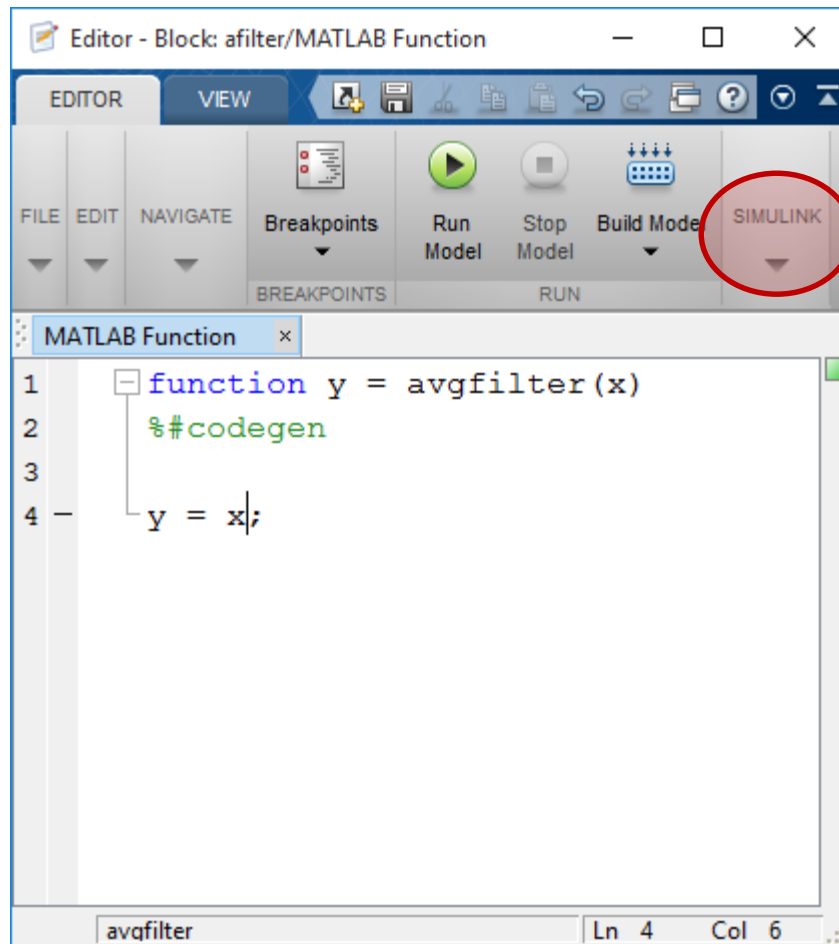 Editor - Block: afilter/MATLAB Function
EDITOR VIEW
FILE EDIT NAVIGATE Breakpoints Run Model Stop Model Build Model SIMULINK
BREAKPOINTS RUN
MATLAB Function
1 function y = avgfilter(x)
2 %#codegen
3
4 y = x;
avgfilter Ln 4 Col 6